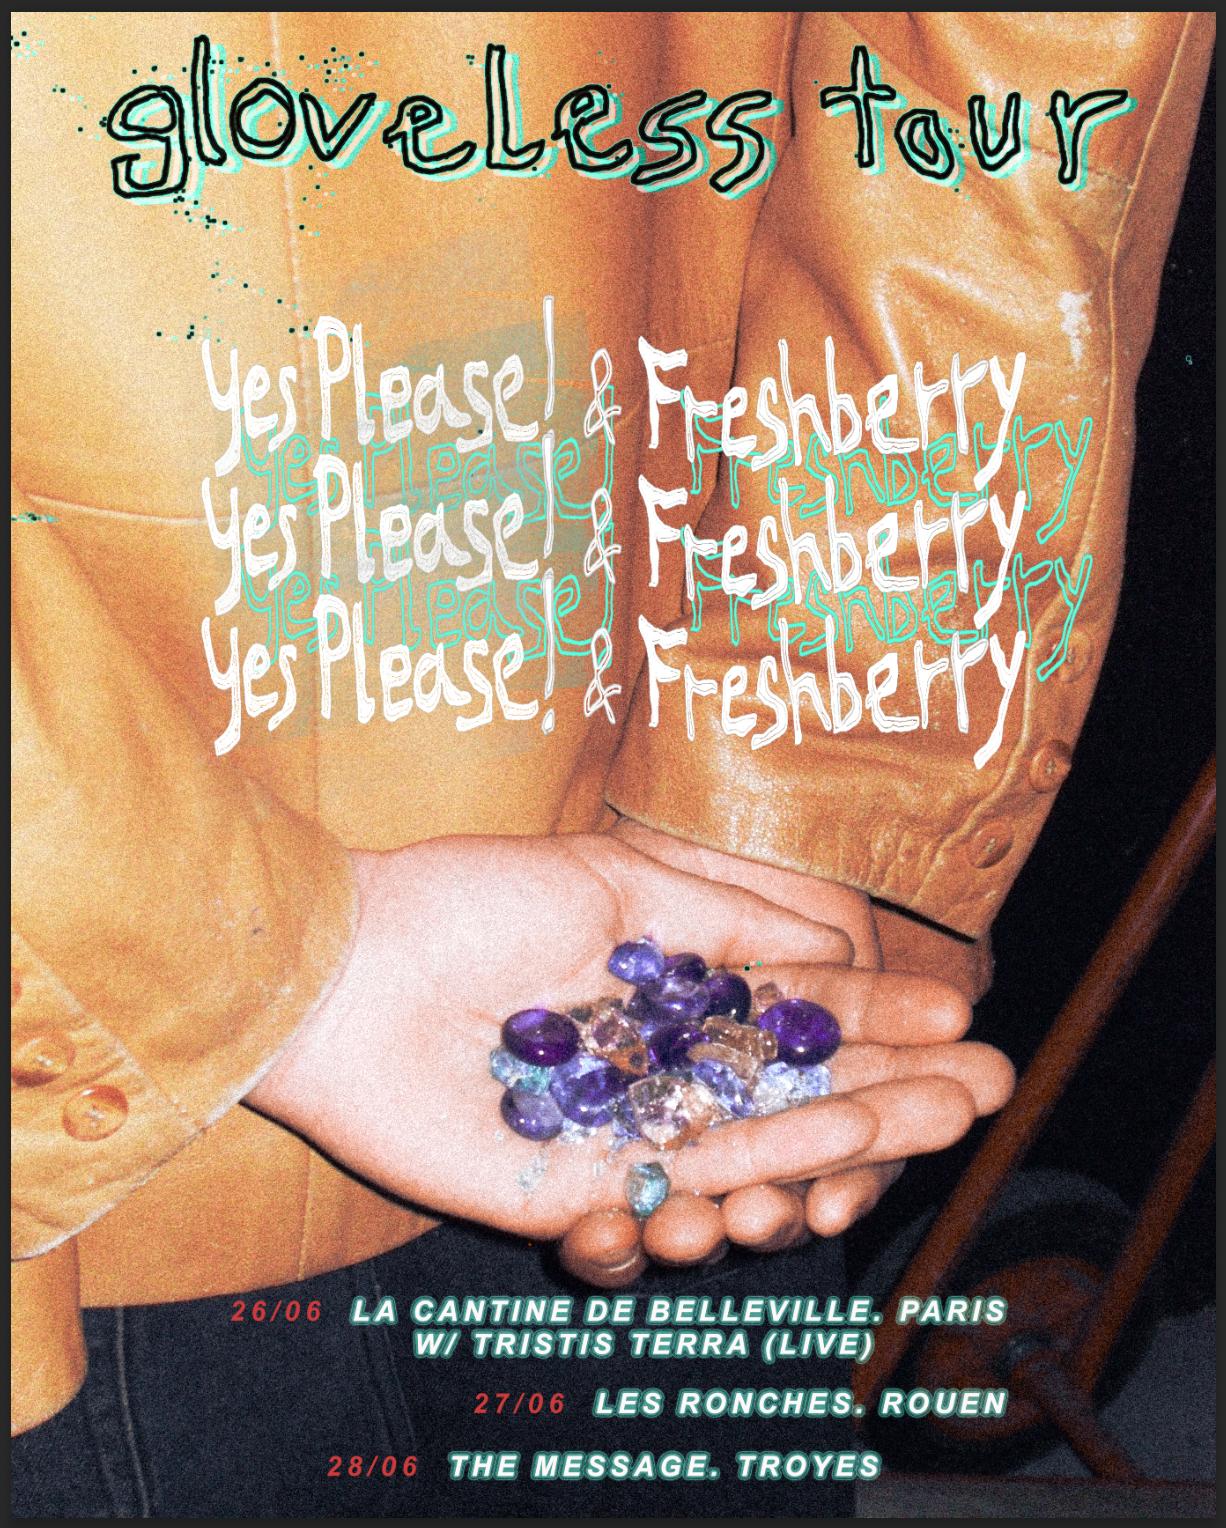 gloveless tour
Yes Please! & Freshberry
Yes Please! & Freshberry
Yes Please! & Freshberry
26/06 LA CANTINE DE BELLEVILLE. PARIS
W/ TRISTIS TERRA (LIVE)
27/06 LES RONCHES. ROUEN
28/06 THE MESSAGE. TROYES